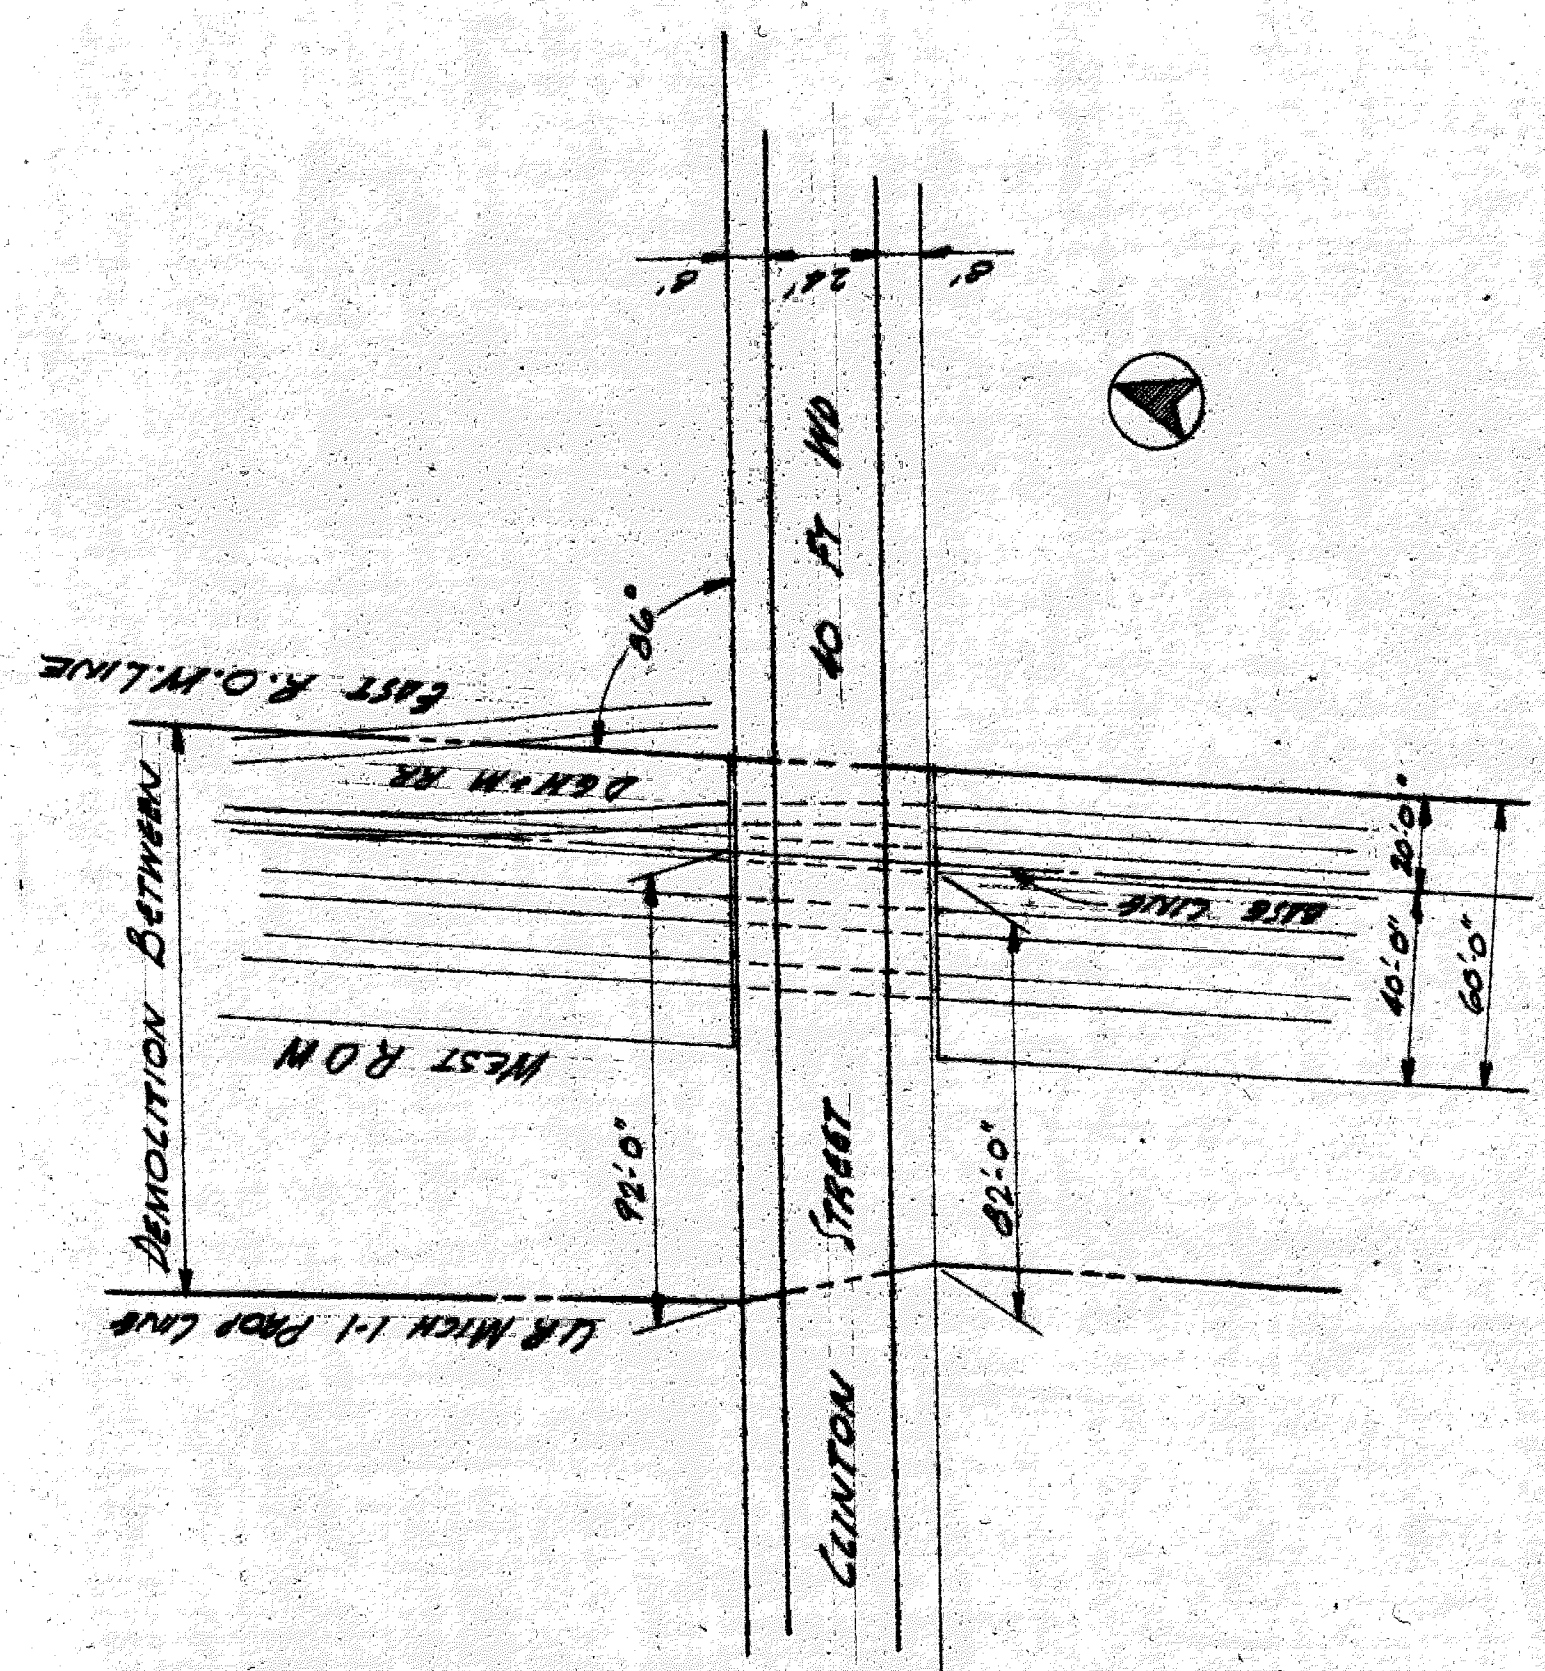 8'
24'
8'
CLINTON STREET 40 FT WD
86°
EAST R.O.W. LINE
DGH & M RR
DEMOLITION BETWEEN
BASE LINE
20'-0"
40'-0"
60'-0"
WEST R O W
92'-0"
82'-0"
U.R. MICH 1-1 PROP LINE